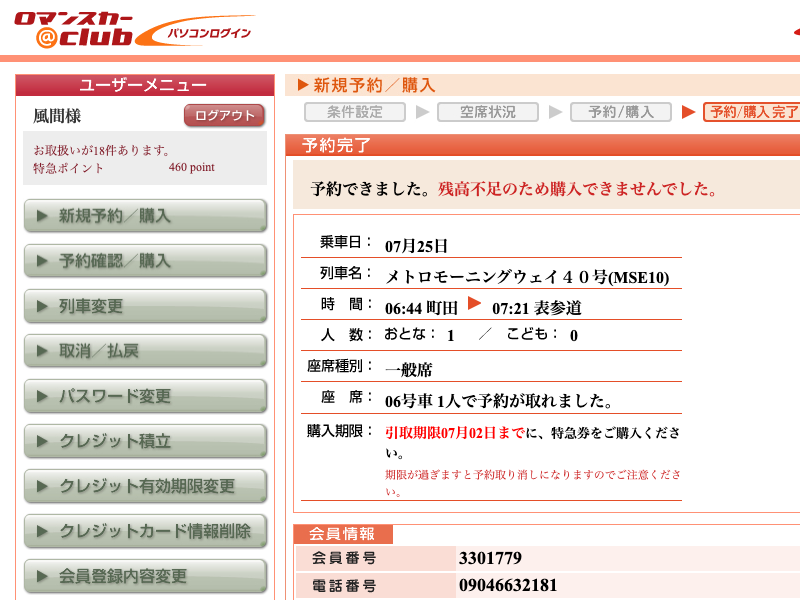 ロマンスカー
@club パソコンログイン
ユーザーメニュー
風間様 ログアウト
お取扱いが18件あります。
特急ポイント 460 point
新規予約／購入
予約確認／購入
列車変更
取消／払戻
パスワード変更
クレジット積立
クレジット有効期限変更
クレジットカード情報削除
会員登録内容変更
新規予約／購入
条件設定 空席状況 予約/購入 予約/購入完了
予約完了
予約できました。残高不足のため購入できませんでした。
乗車日： 07月25日
列車名： メトロモーニングウェイ４０号(MSE10)
時　間： 06:44 町田 07:21 表参道
人　数： おとな： 1 ／ こども： 0
座席種別： 一般席
座　席： 06号車 1人で予約が取れました。
購入期限： 引取期限07月02日までに、特急券をご購入くださ
い。
期限が過ぎますと予約取り消しになりますのでご注意くださ
い。
会員情報
会員番号 3301779
電話番号 09046632181